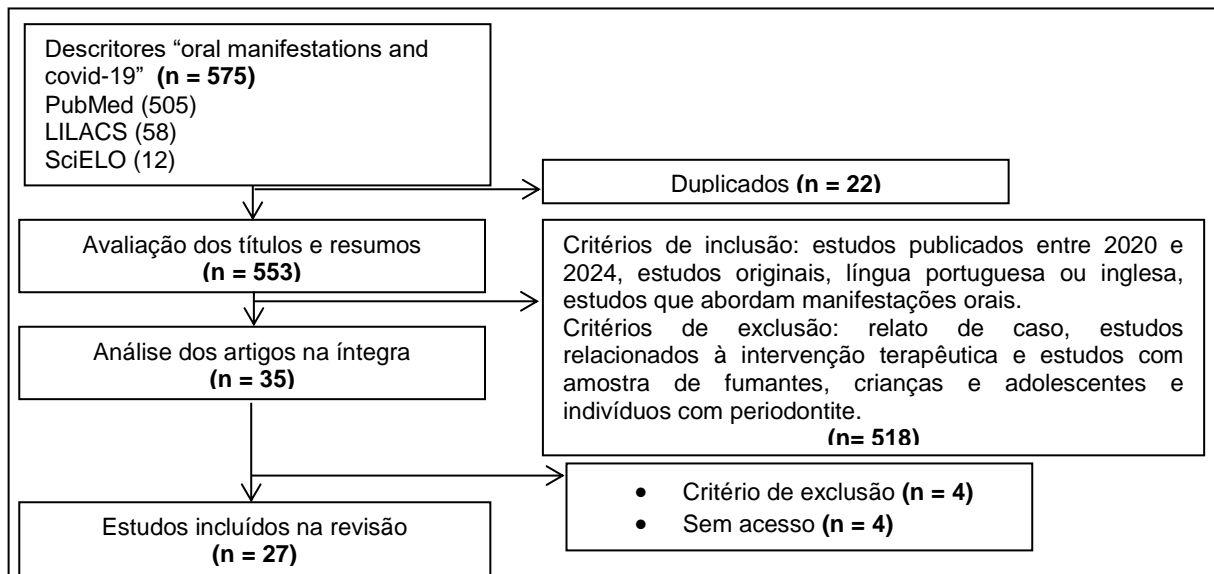 Descritores “oral manifestations and
covid-19” (n = 575)
PubMed (505)
LILACS (58)
SciELO (12)
Duplicados (n = 22)
Avaliação dos títulos e resumos
(n = 553)
Critérios de inclusão: estudos publicados entre 2020 e
2024, estudos originais, língua portuguesa ou inglesa,
estudos que abordam manifestações orais.
Critérios de exclusão: relato de caso, estudos
relacionados à intervenção terapêutica e estudos com
amostra de fumantes, crianças e adolescentes e
indivíduos com periodontite.
(n= 518)
Análise dos artigos na íntegra
(n = 35)
• Critério de exclusão (n = 4)
• Sem acesso (n = 4)
Estudos incluídos na revisão
(n = 27)